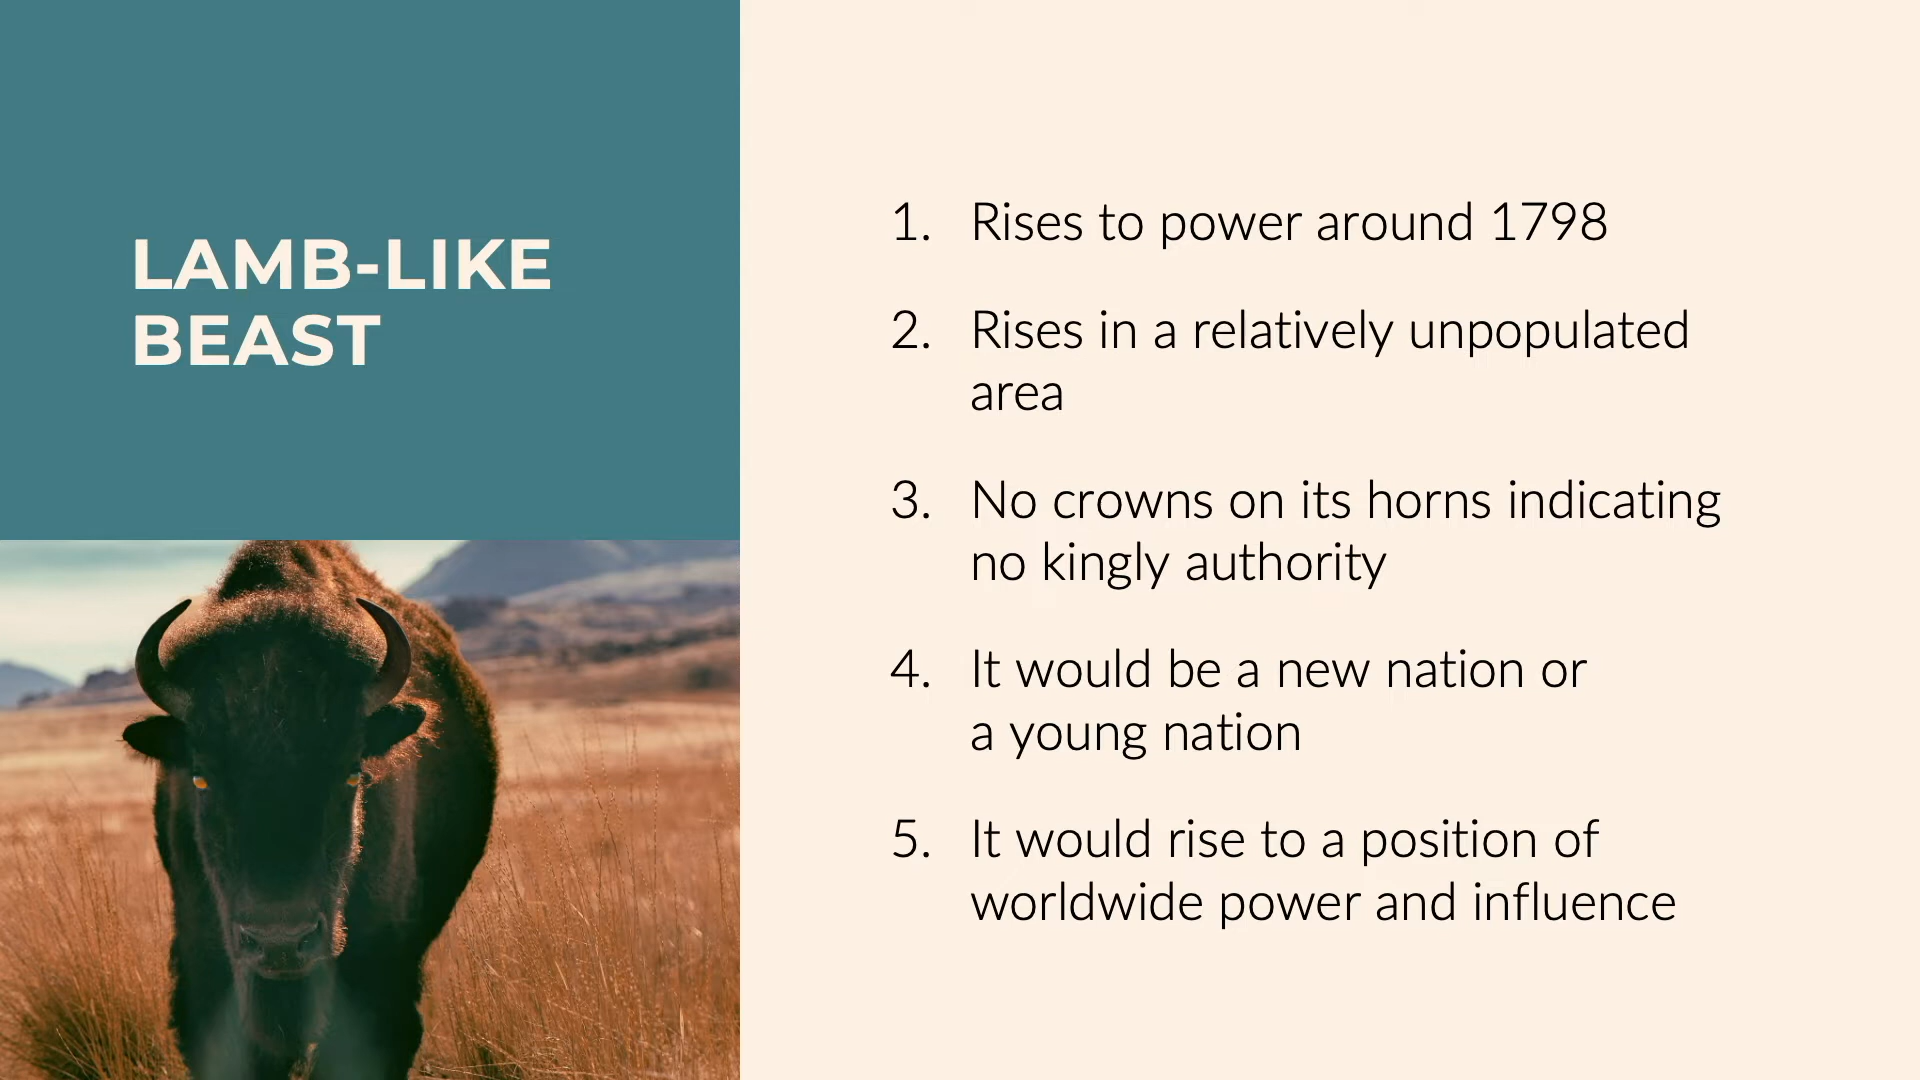 LAMB-LIKE
BEAST
1. Rises to power around 1798
2. Rises in a relatively unpopulated
area
3. No crowns on its horns indicating
no kingly authority
4. It would be a new nation or
a young nation
5. It would rise to a position of
worldwide power and influence